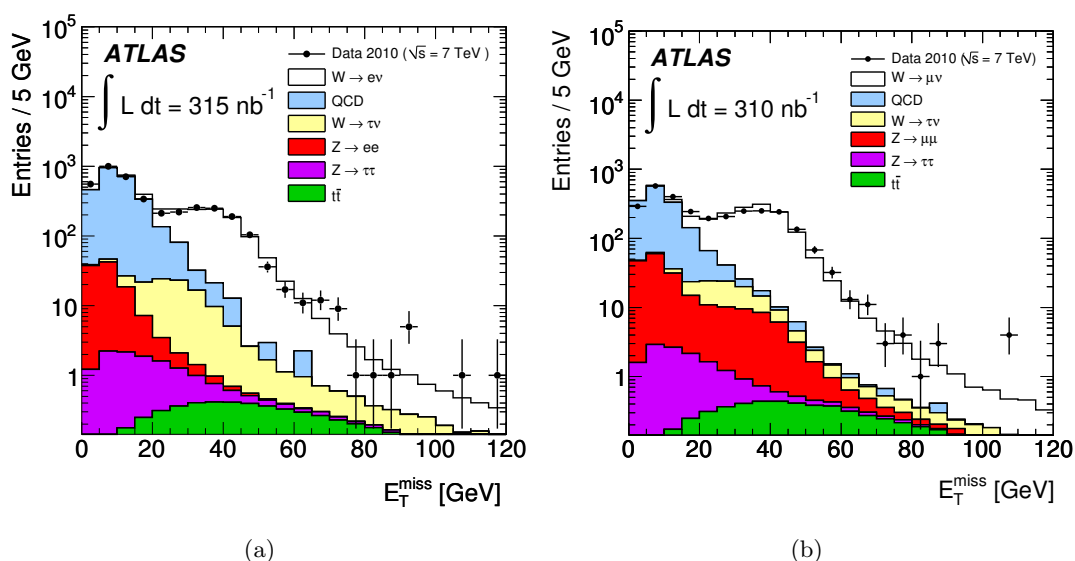 ATLAS
∫ L dt = 315 nb⁻¹
Data 2010 (√s = 7 TeV)
W → eν
QCD
W → τν
Z → ee
Z → ττ
tt̄
Entries / 5 GeV
10⁵
10⁴
10³
10²
10
1
0 20 40 60 80 100 120
E_T^miss [GeV]
(a)
ATLAS
∫ L dt = 310 nb⁻¹
Data 2010 (√s = 7 TeV)
W → μν
QCD
W → τν
Z → μμ
Z → ττ
tt̄
Entries / 5 GeV
10⁵
10⁴
10³
10²
10
1
0 20 40 60 80 100 120
E_T^miss [GeV]
(b)